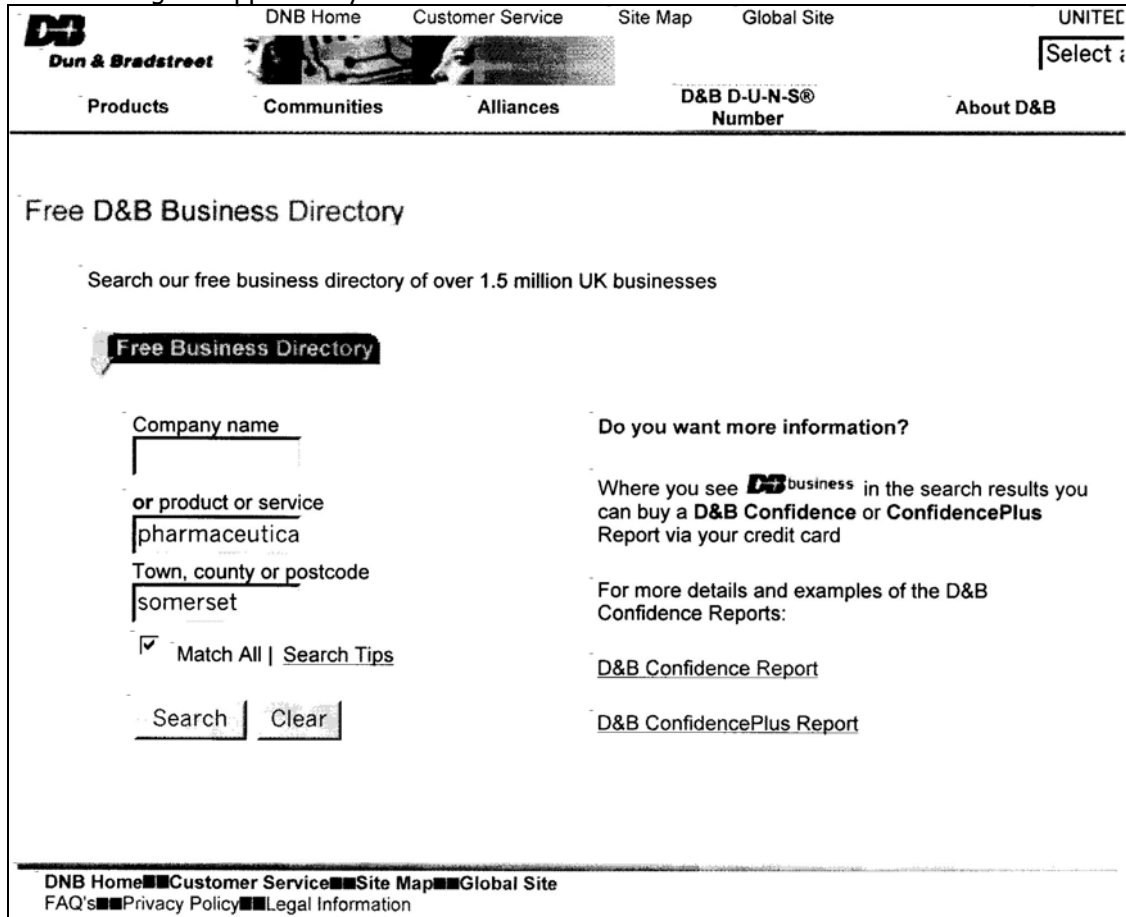 DNB Home Customer Service Site Map Global Site UNITED
D&B
Dun & Bradstreet
Select a
Products Communities Alliances D&B D-U-N-S® Number About D&B
Free D&B Business Directory
Search our free business directory of over 1.5 million UK businesses
Free Business Directory
Company name
or product or service
pharmaceutica
Town, county or postcode
somerset
Match All | Search Tips
Search Clear
Do you want more information?
Where you see D&B business in the search results you
can buy a D&B Confidence or ConfidencePlus
Report via your credit card
For more details and examples of the D&B
Confidence Reports:
D&B Confidence Report
D&B ConfidencePlus Report
DNB Home■■Customer Service■■Site Map■■Global Site
FAQ's■■Privacy Policy■■Legal Information